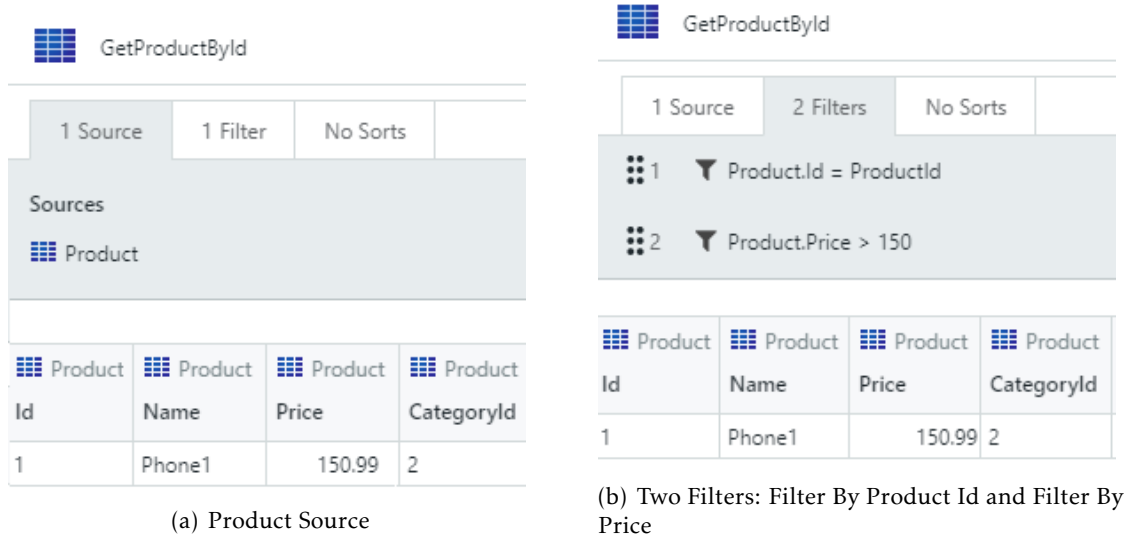 GetProductById
1 Source 1 Filter No Sorts
Sources
Product
Product Product Product Product
Id Name Price CategoryId
1 Phone1 150.99 2
(a) Product Source
GetProductById
1 Source 2 Filters No Sorts
1 Product.Id = ProductId
2 Product.Price > 150
Product Product Product Product
Id Name Price CategoryId
1 Phone1 150.99 2
(b) Two Filters: Filter By Product Id and Filter By
Price